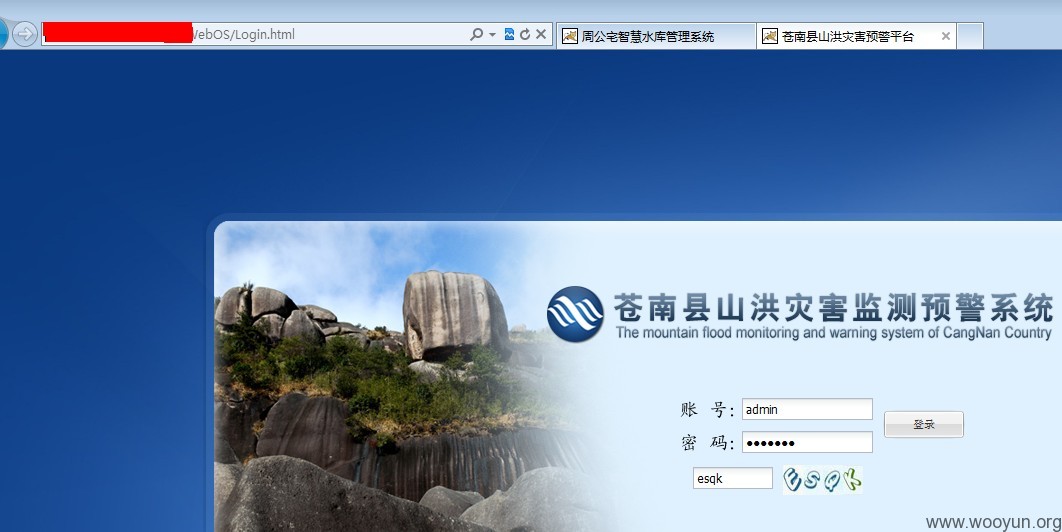 WebOS/Login.html
周公宅智慧水库管理系统
苍南县山洪灾害预警平台
苍南县山洪灾害监测预警系统
The mountain flood monitoring and warning system of CangNan Country
账 号: admin
登录
密 码: •••••••
esqk esqk
www.wooyun.org